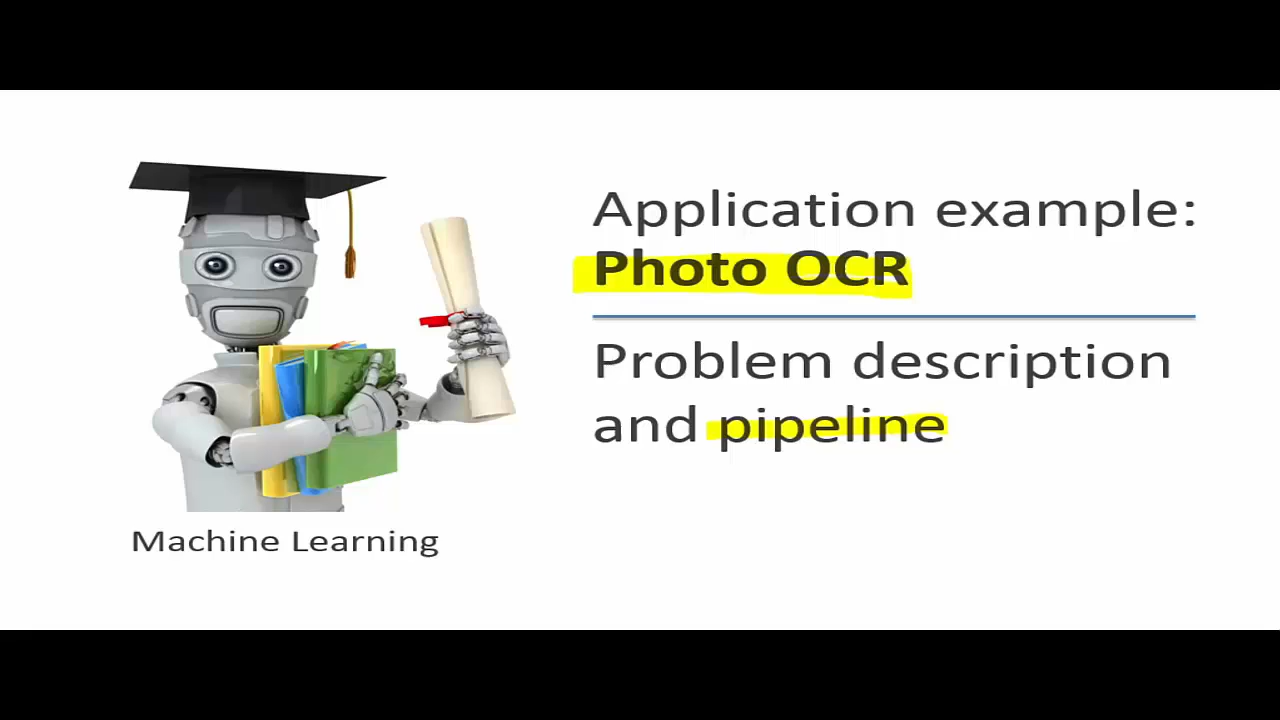 Application example:
Photo OCR
Problem description
and pipeline
Machine Learning